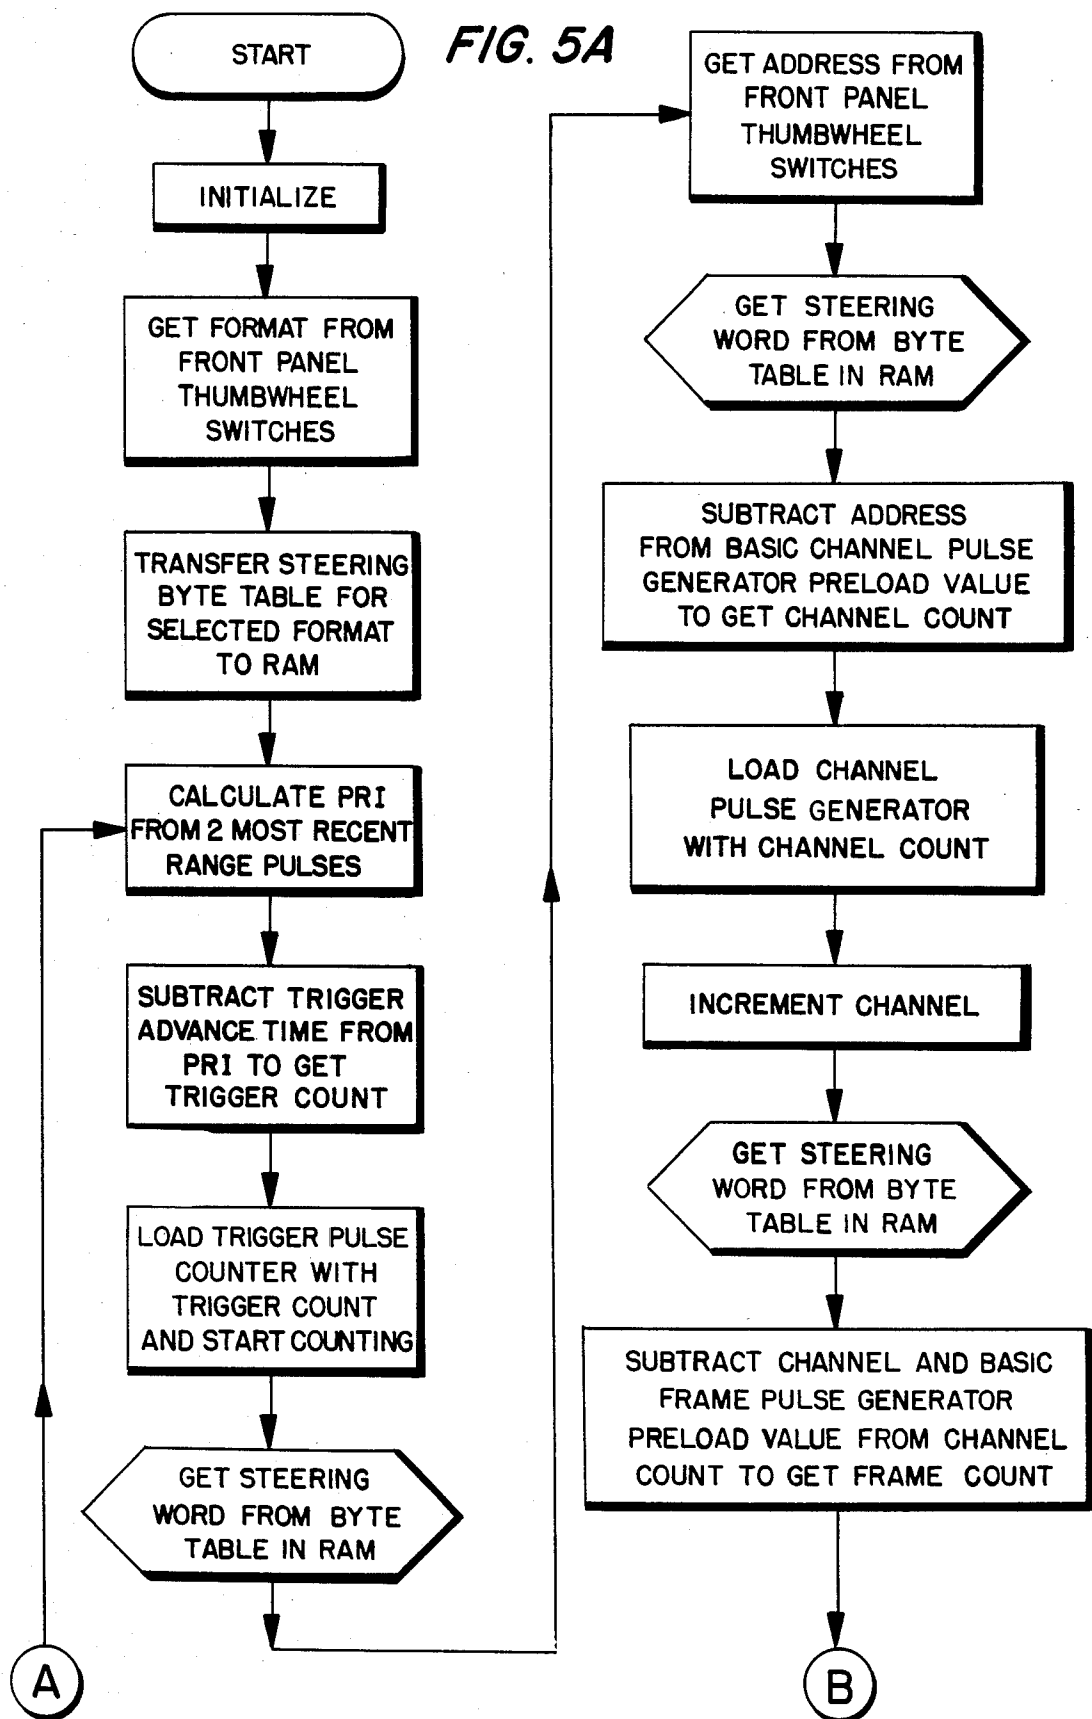 FIG. 5A
START
INITIALIZE
GET FORMAT FROM
FRONT PANEL
THUMBWHEEL
SWITCHES
TRANSFER STEERING
BYTE TABLE FOR
SELECTED FORMAT
TO RAM
CALCULATE PRI
FROM 2 MOST RECENT
RANGE PULSES
SUBTRACT TRIGGER
ADVANCE TIME FROM
PRI TO GET
TRIGGER COUNT
LOAD TRIGGER PULSE
COUNTER WITH
TRIGGER COUNT
AND START COUNTING
GET STEERING
WORD FROM BYTE
TABLE IN RAM
A
GET ADDRESS FROM
FRONT PANEL
THUMBWHEEL
SWITCHES
GET STEERING
WORD FROM BYTE
TABLE IN RAM
SUBTRACT ADDRESS
FROM BASIC CHANNEL PULSE
GENERATOR PRELOAD VALUE
TO GET CHANNEL COUNT
LOAD CHANNEL
PULSE GENERATOR
WITH CHANNEL COUNT
INCREMENT CHANNEL
GET STEERING
WORD FROM BYTE
TABLE IN RAM
SUBTRACT CHANNEL AND BASIC
FRAME PULSE GENERATOR
PRELOAD VALUE FROM CHANNEL
COUNT TO GET FRAME COUNT
B